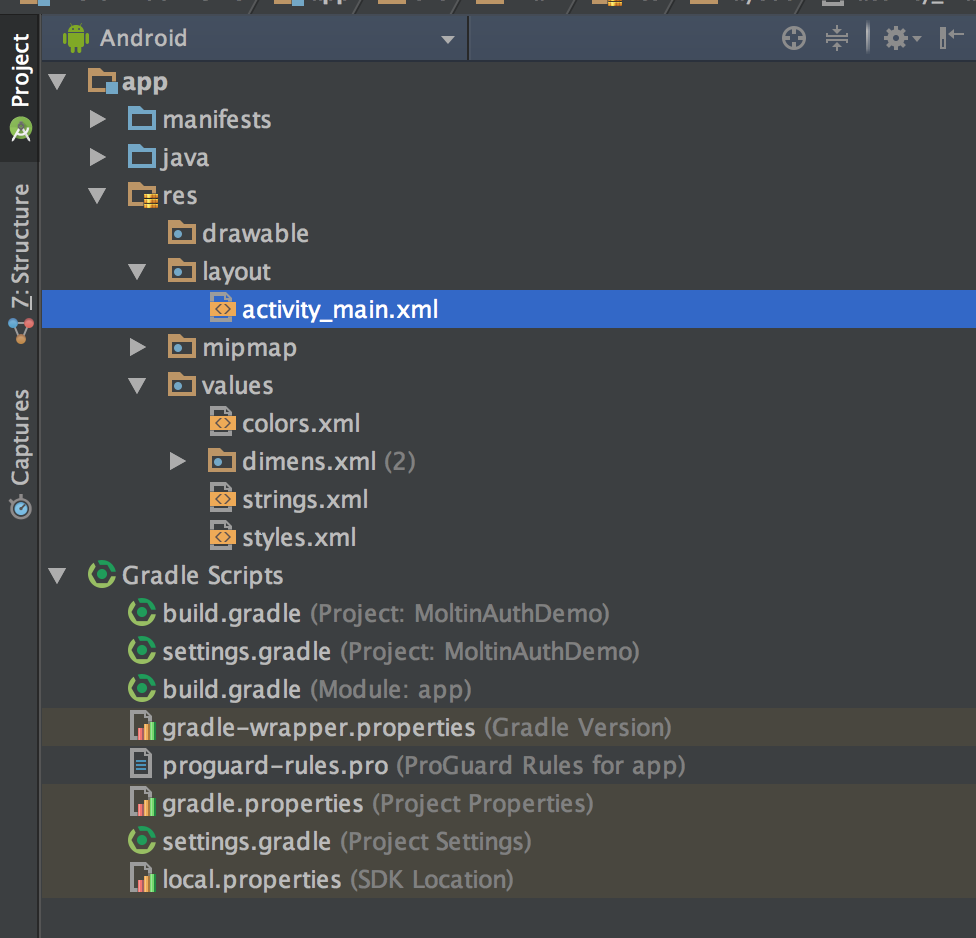 Android
Project
Z: Structure
Captures
app
manifests
java
res
drawable
layout
activity_main.xml
mipmap
values
colors.xml
dimens.xml (2)
strings.xml
styles.xml
Gradle Scripts
build.gradle (Project: MoltinAuthDemo)
settings.gradle (Project: MoltinAuthDemo)
build.gradle (Module: app)
gradle-wrapper.properties (Gradle Version)
proguard-rules.pro (ProGuard Rules for app)
gradle.properties (Project Properties)
settings.gradle (Project Settings)
local.properties (SDK Location)